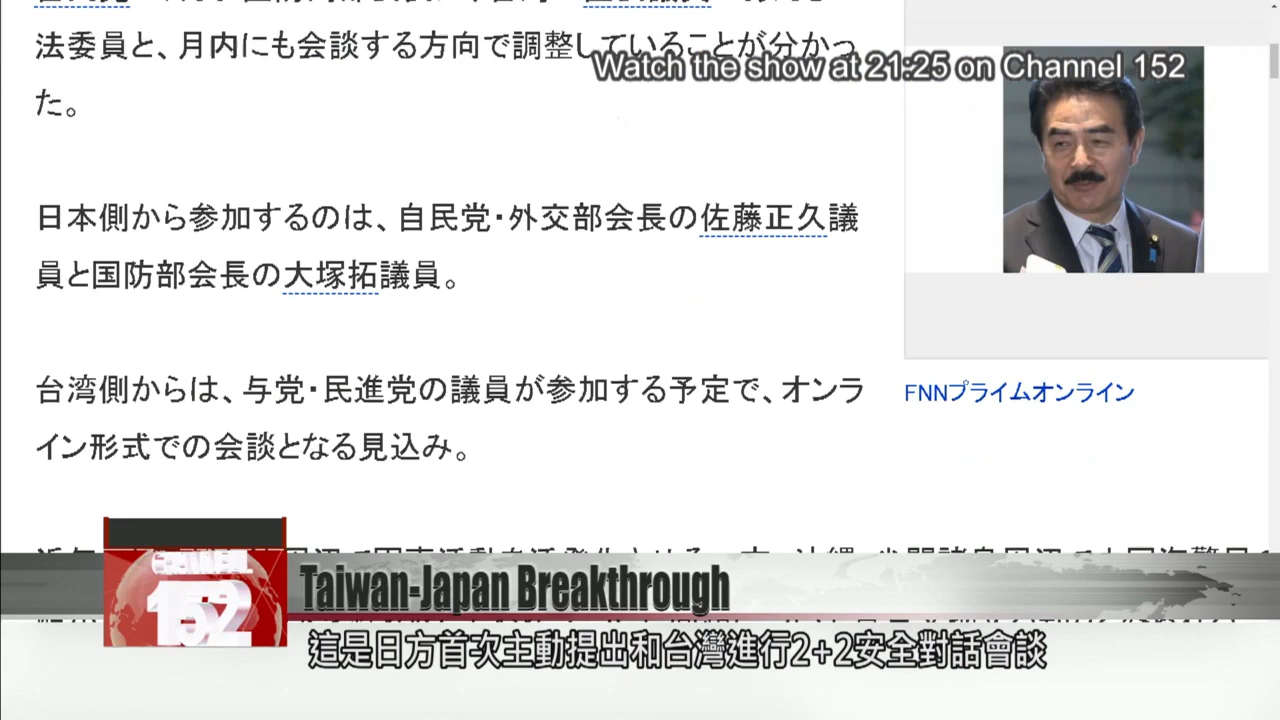 法委員と、月内にも会談する方向で調整していることが分かっ
た。
Watch the show at 21:25 on Channel 152
日本側から参加するのは、自民党・外交部会長の佐藤正久議
員と国防部会長の大塚拓議員。
台湾側からは、与党・民進党の議員が参加する予定で、オンラ
イン形式での会談となる見込み。
FNNプライムオンライン
CHANNEL
152
Taiwan-Japan Breakthrough
這是日方首次主動提出和台灣進行2+2安全對話會談